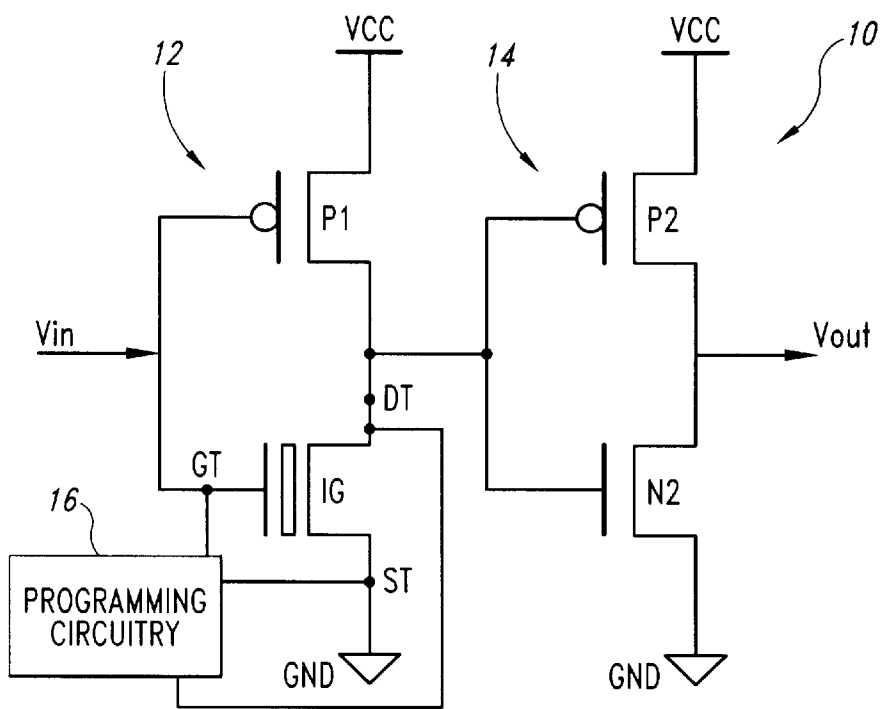 12
VCC
14
VCC
10
P1
P2
Vin
Vout
DT
GT
IG
N2
16
ST
PROGRAMMING
CIRCUITRY
GND
GND